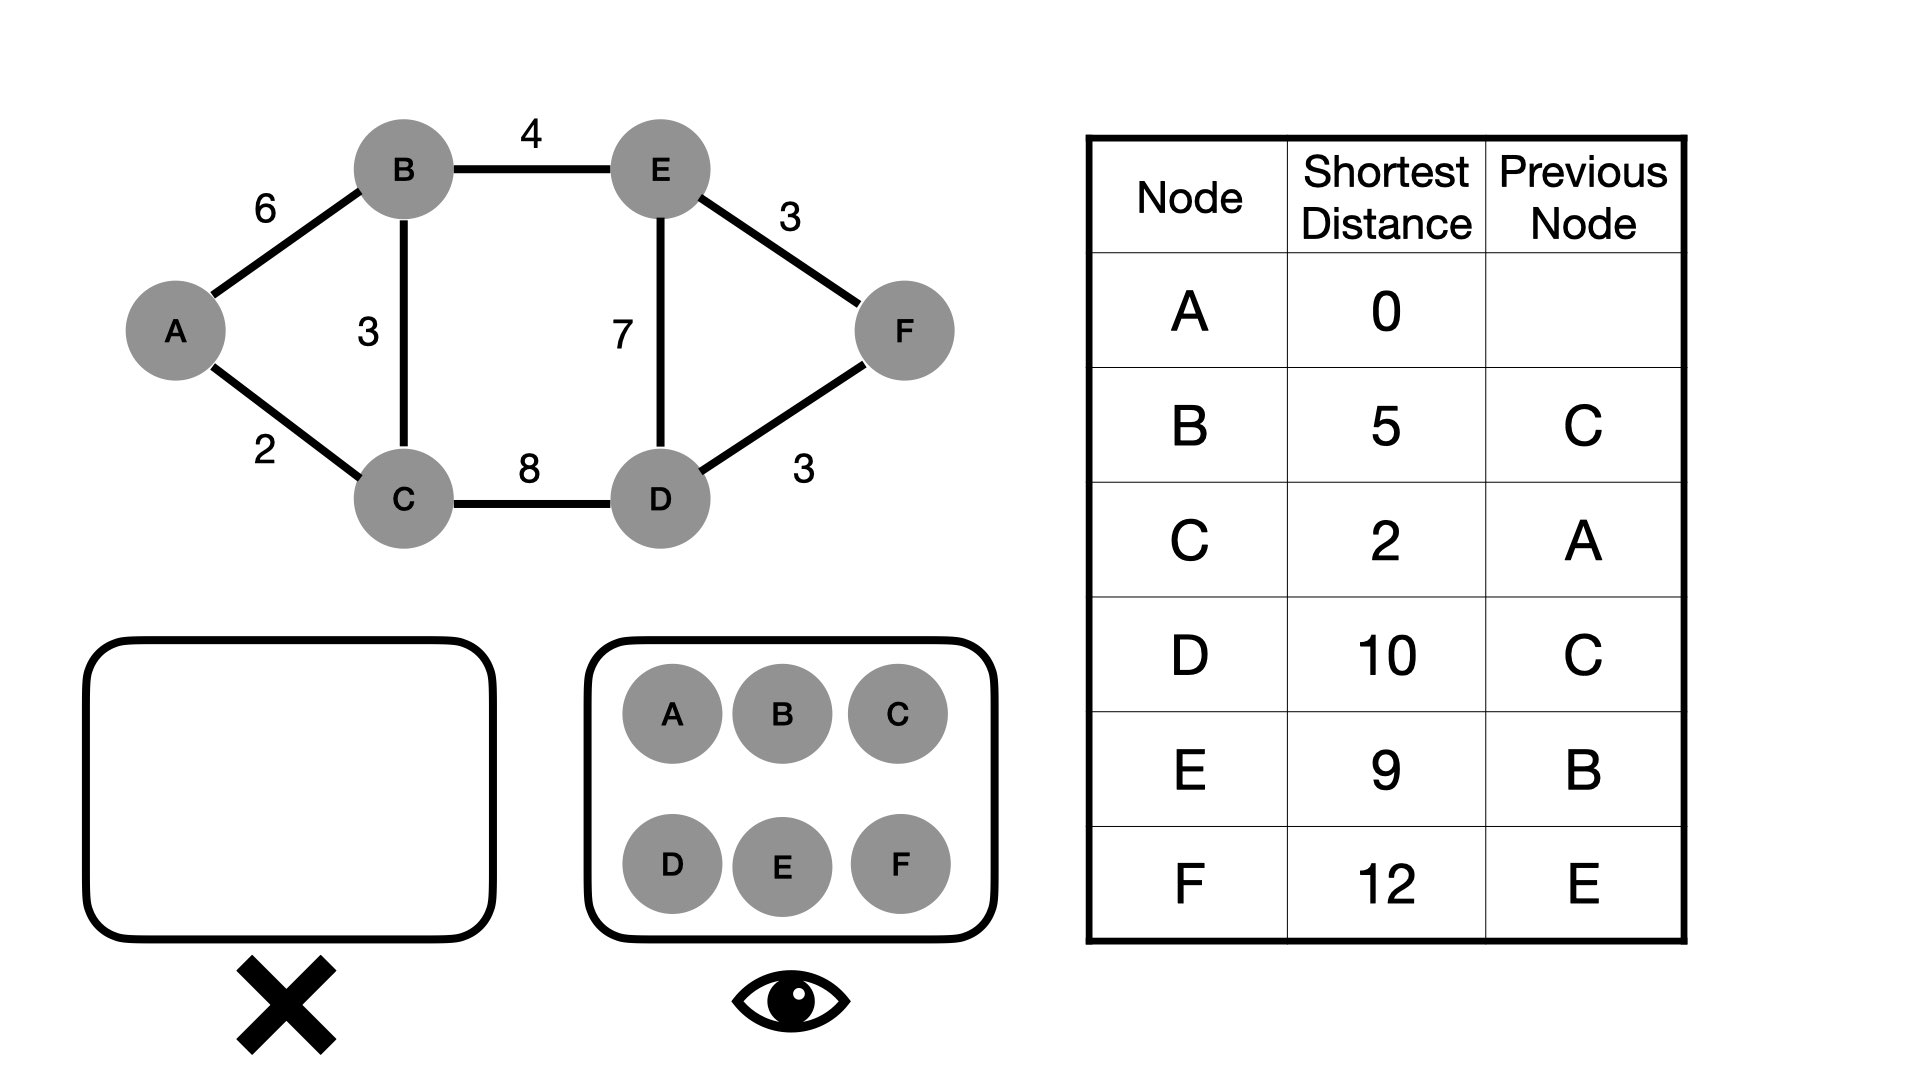 B
4
E
6
3
A
3
7
F
2
C
8
D
3
Node
Shortest
Distance
Previous
Node
A 0
B 5 C
C 2 A
D 10 C
E 9 B
F 12 E
A B C
D E F